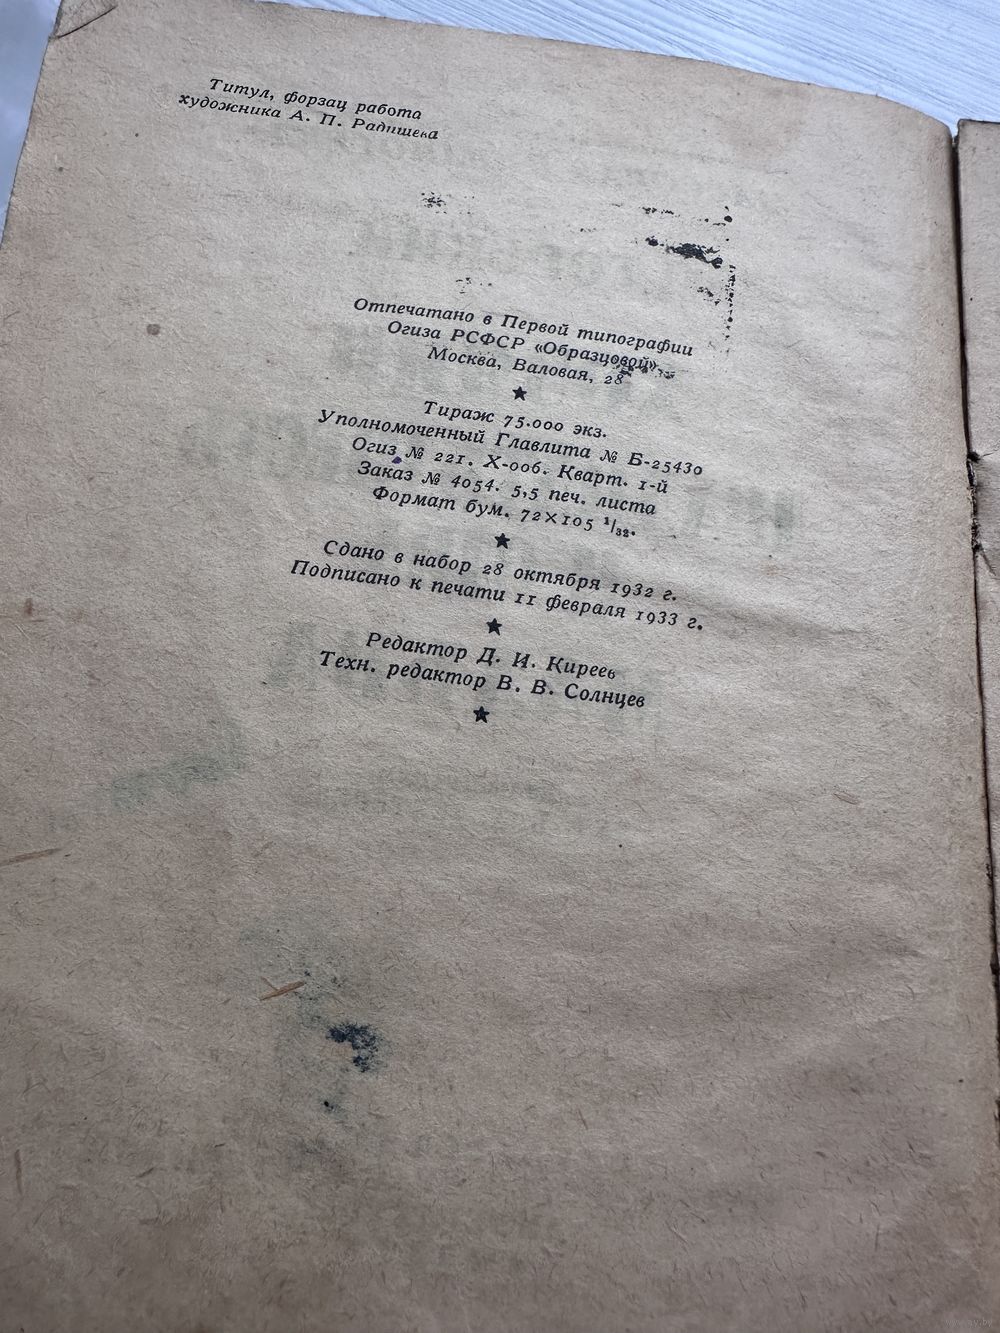 Титул, форзац работа
художника А. П. Радищева
Отпечатано в Первой типографии
Огиза РСФСР «Образцовой».
Москва, Валовая, 28
Тираж 75.000 экз.
Уполномоченный Главлита № Б-25430
Огиз № 221. Х-006. Кварт. 1-й
Заказ № 4054. 5,5 печ. листа
Формат бум. 72×105 1/32.
Сдано в набор 28 октября 1932 г.
Подписано к печати 11 февраля 1933 г.
Редактор Д. И. Киреев
Техн. редактор В. В. Солнцев